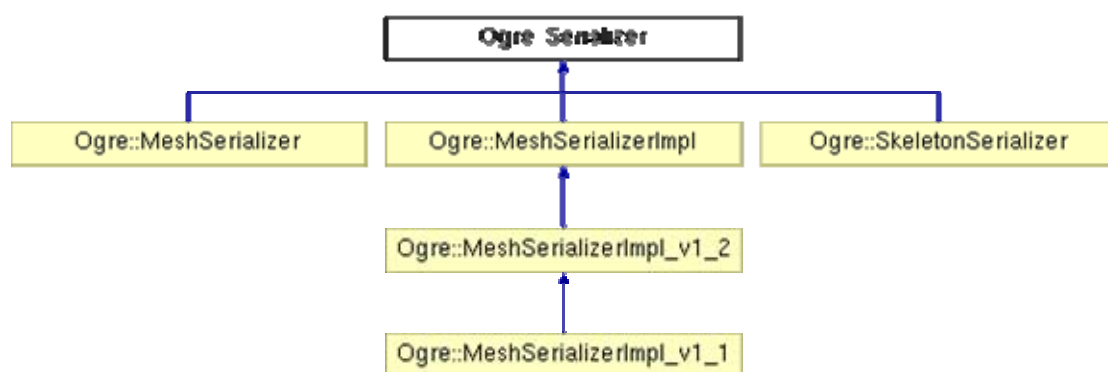 Ogre Serializer
Ogre::MeshSerializer
Ogre::MeshSerializerImpl
Ogre::SkeletonSerializer
Ogre::MeshSerializerImpl_v1_2
Ogre::MeshSerializerImpl_v1_1